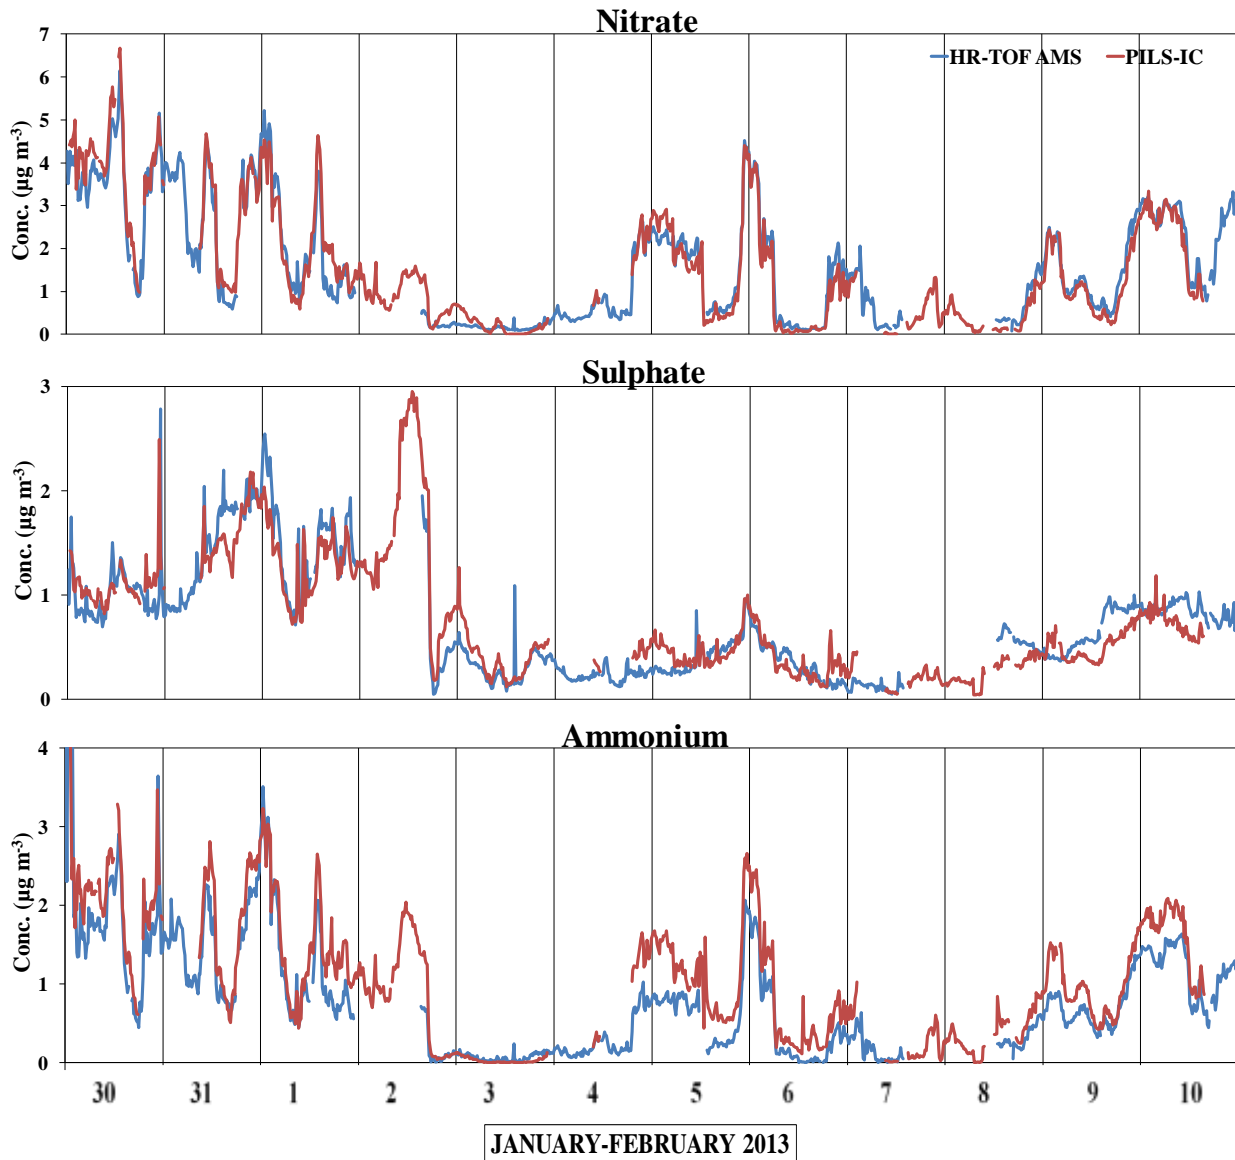 Nitrate
HR-TOF AMS PILS-IC
Conc. (µg m-3)
7
6
5
4
3
2
1
0
Sulphate
Conc. (µg m-3)
3
2
1
0
Ammonium
Conc. (µg m-3)
4
3
2
1
0
30 31 1 2 3 4 5 6 7 8 9 10
JANUARY-FEBRUARY 2013